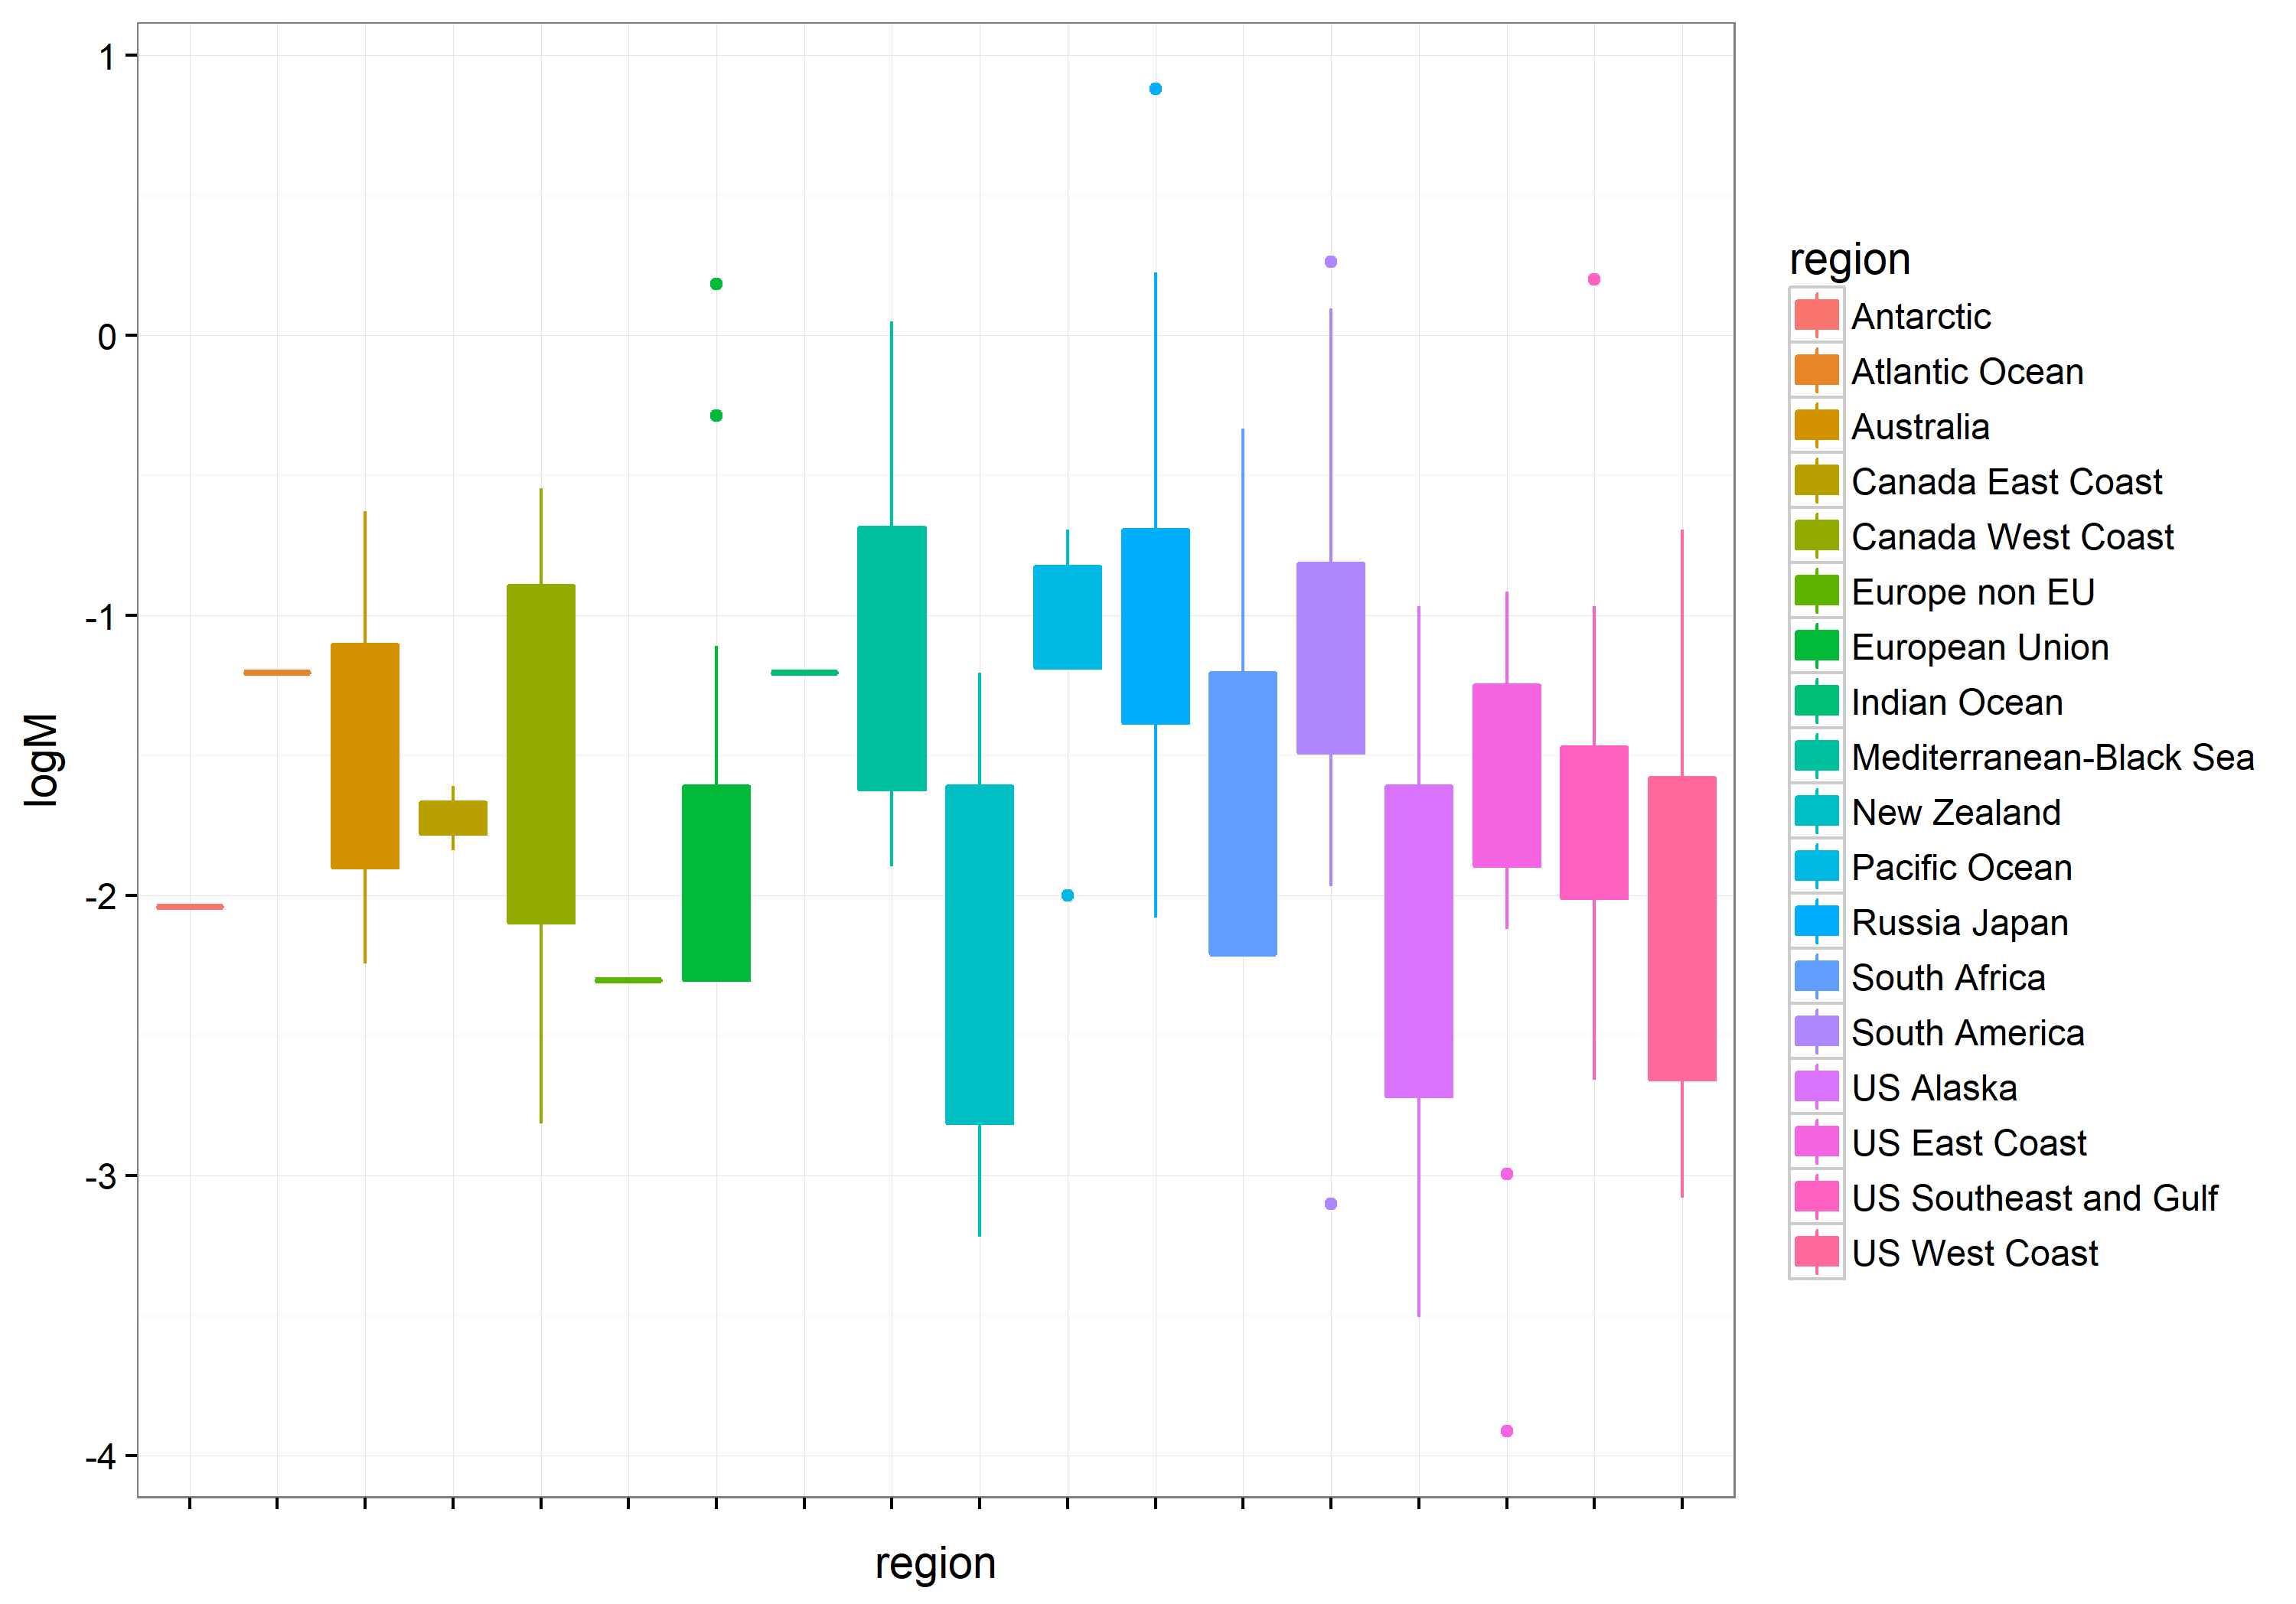 1
0
-1
-2
-3
-4
logM
region
region
Antarctic
Atlantic Ocean
Australia
Canada East Coast
Canada West Coast
Europe non EU
European Union
Indian Ocean
Mediterranean-Black Sea
New Zealand
Pacific Ocean
Russia Japan
South Africa
South America
US Alaska
US East Coast
US Southeast and Gulf
US West Coast